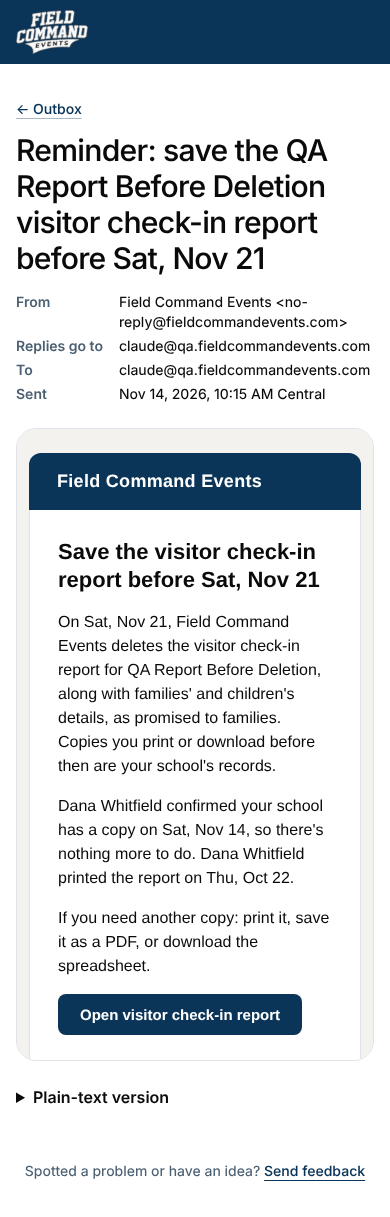 FIELD
COMMAND
EVENTS
← Outbox
Reminder: save the QA
Report Before Deletion
visitor check-in report
before Sat, Nov 21
From Field Command Events <no-
reply@fieldcommandevents.com>
Replies go to claude@qa.fieldcommandevents.com
To claude@qa.fieldcommandevents.com
Sent Nov 14, 2026, 10:15 AM Central
Field Command Events
Save the visitor check-in
report before Sat, Nov 21
On Sat, Nov 21, Field Command
Events deletes the visitor check-in
report for QA Report Before Deletion,
along with families' and children's
details, as promised to families.
Copies you print or download before
then are your school's records.
Dana Whitfield confirmed your school
has a copy on Sat, Nov 14, so there's
nothing more to do. Dana Whitfield
printed the report on Thu, Oct 22.
If you need another copy: print it, save
it as a PDF, or download the
spreadsheet.
Open visitor check-in report
Plain-text version
Spotted a problem or have an idea? Send feedback